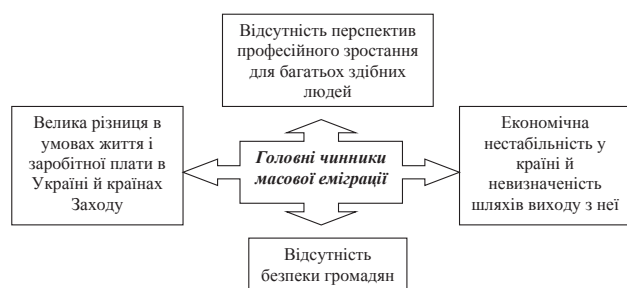 Відсутність перспектив
професійного зростання
для багатьох здібних
людей
Велика різниця в
умовах життя і
заробітної плати в
Україні й країнах
Заходу
Головні чинники
масової еміграції
Економічна
нестабільність у
країні й
невизначеність
шляхів виходу з неї
Відсутність
безпеки громадян